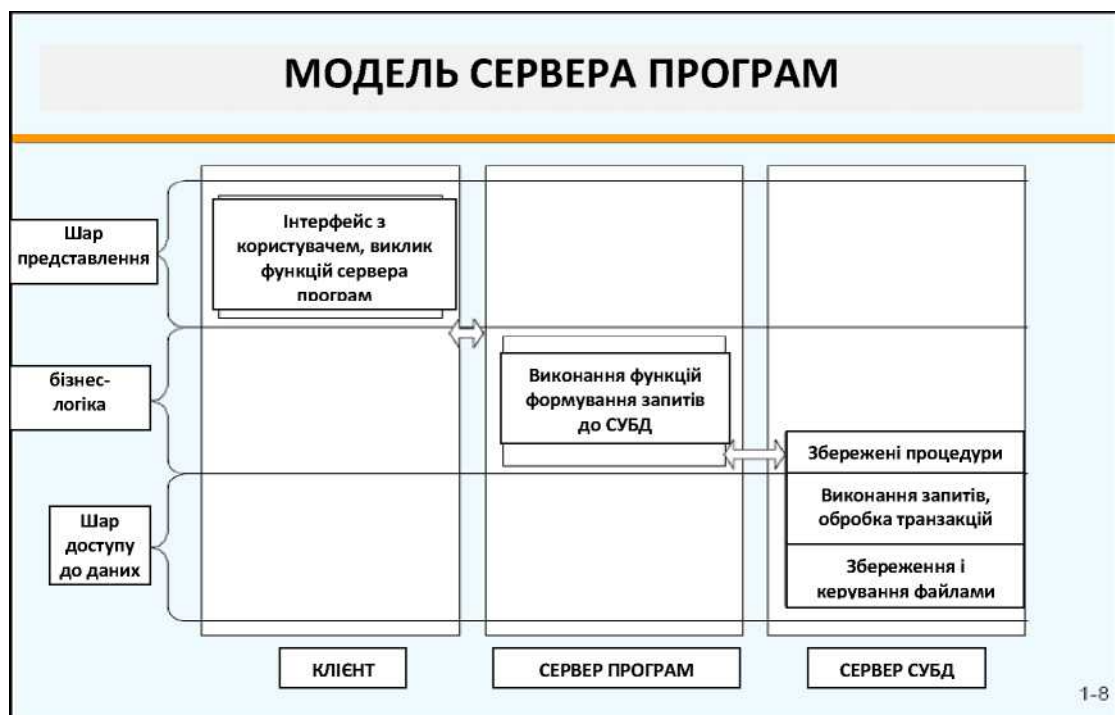 МОДЕЛЬ СЕРВЕРА ПРОГРАМ
Шар
представлення
Інтерфейс з
користувачем, виклик
функцій сервера
програм
бізнес-
логіка
Виконання функцій
формування запитів
до СУБД
Збережені процедури
Шар
доступу
до даних
Виконання запитів,
обробка транзакцій
Збереження і
керування файлами
КЛІЄНТ
СЕРВЕР ПРОГРАМ
СЕРВЕР СУБД
1-8